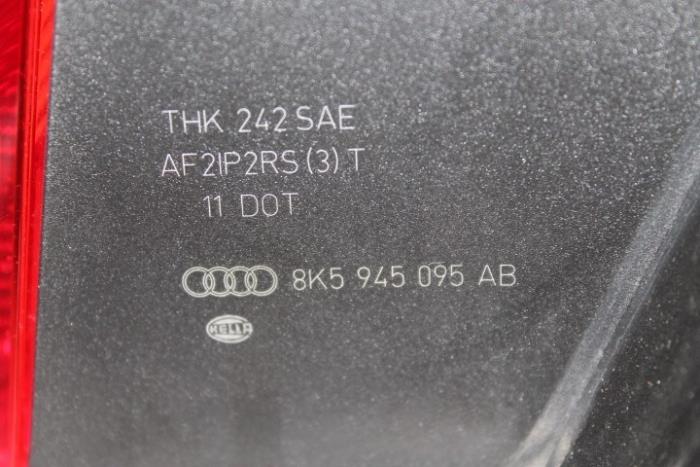 THK 242 SAE
AF2IP2RS(3)T
11 DOT
8K5 945 095 AB
HELLA